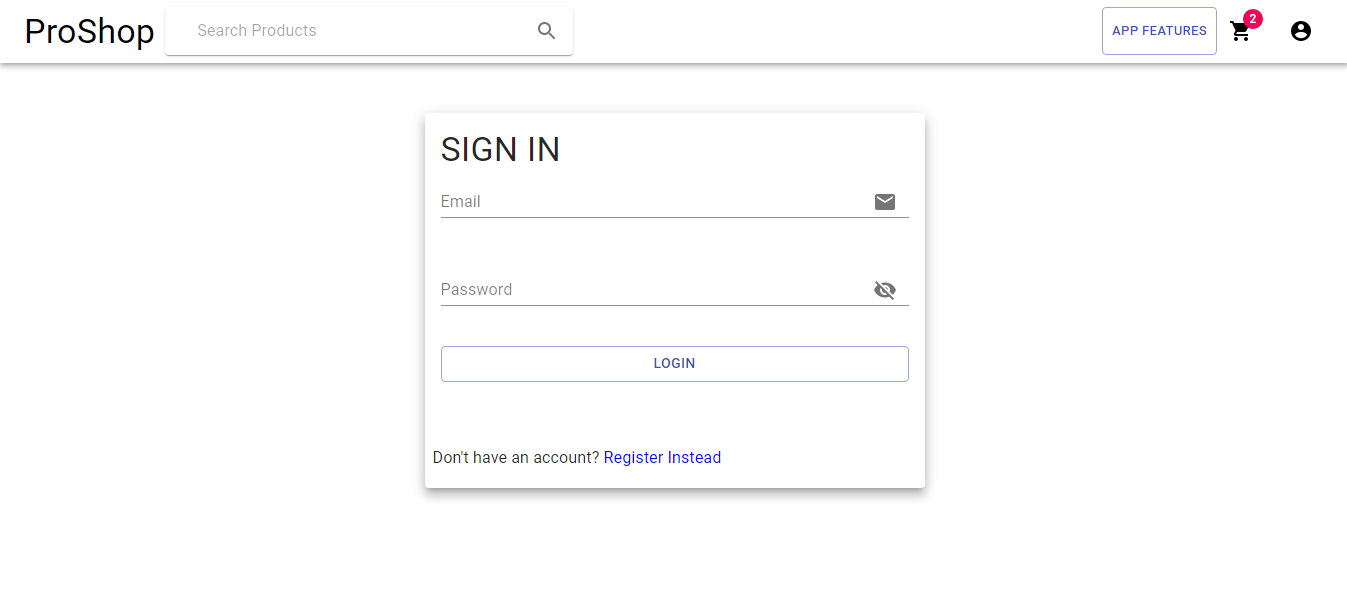 ProShop
Search Products
APP FEATURES
2
SIGN IN
Email
Password
LOGIN
Don't have an account? Register Instead